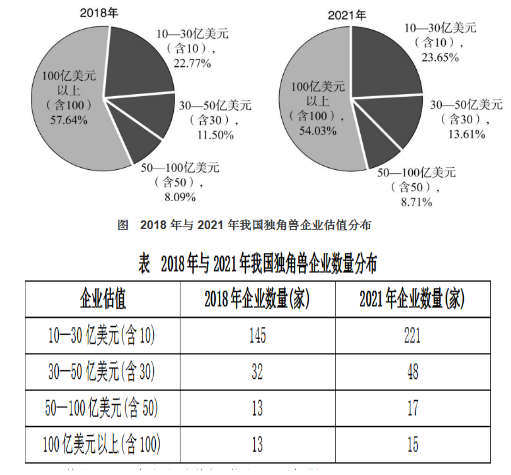 2018年
2021年
100亿美元
以上
（含100）
57.64%
10—30亿美元
（含10），
22.77%
30—50亿美元
（含30），
11.50%
50—100亿美元
（含50），
8.09%
100亿美元
以上
（含100），
54.03%
10—30亿美元
（含10），
23.65%
30—50亿美元
（含30），
13.61%
50—100亿美元
（含50），
8.71%
图 2018年与2021年我国独角兽企业估值分布
表 2018年与2021年我国独角兽企业数量分布
企业估值 2018年企业数量(家) 2021年企业数量(家)
10—30亿美元(含10) 145 221
30—50亿美元(含30) 32 48
50—100亿美元(含50) 13 17
100亿美元以上(含100) 13 15